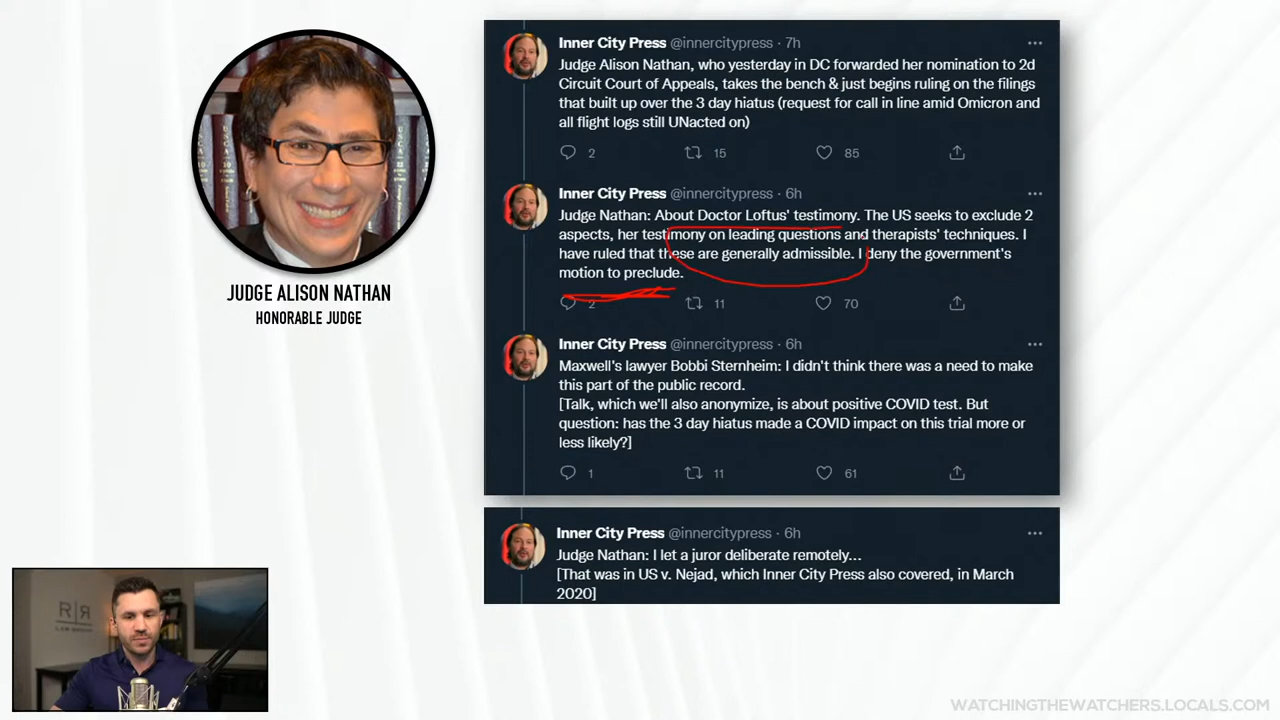 JUDGE ALISON NATHAN
HONORABLE JUDGE
Inner City Press @innercitypress · 7h
Judge Alison Nathan, who yesterday in DC forwarded her nomination to 2d
Circuit Court of Appeals, takes the bench & just begins ruling on the filings
that built up over the 3 day hiatus (request for call in line amid Omicron and
all flight logs still UNacted on)
2 15 85
Inner City Press @innercitypress · 6h
Judge Nathan: About Doctor Loftus' testimony. The US seeks to exclude 2
aspects, her testimony on leading questions and therapists' techniques. I
have ruled that these are generally admissible. I deny the government's
motion to preclude.
2 11 70
Inner City Press @innercitypress · 6h
Maxwell's lawyer Bobbi Sternheim: I didn't think there was a need to make
this part of the public record.
[Talk, which we'll also anonymize, is about positive COVID test. But
question: has the 3 day hiatus made a COVID impact on this trial more or
less likely?]
1 11 61
Inner City Press @innercitypress · 6h
Judge Nathan: I let a juror deliberate remotely...
[That was in US v. Nejad, which Inner City Press also covered, in March
2020]
R|R
WATCHINGTHEWATCHERS.LOCALS.COM